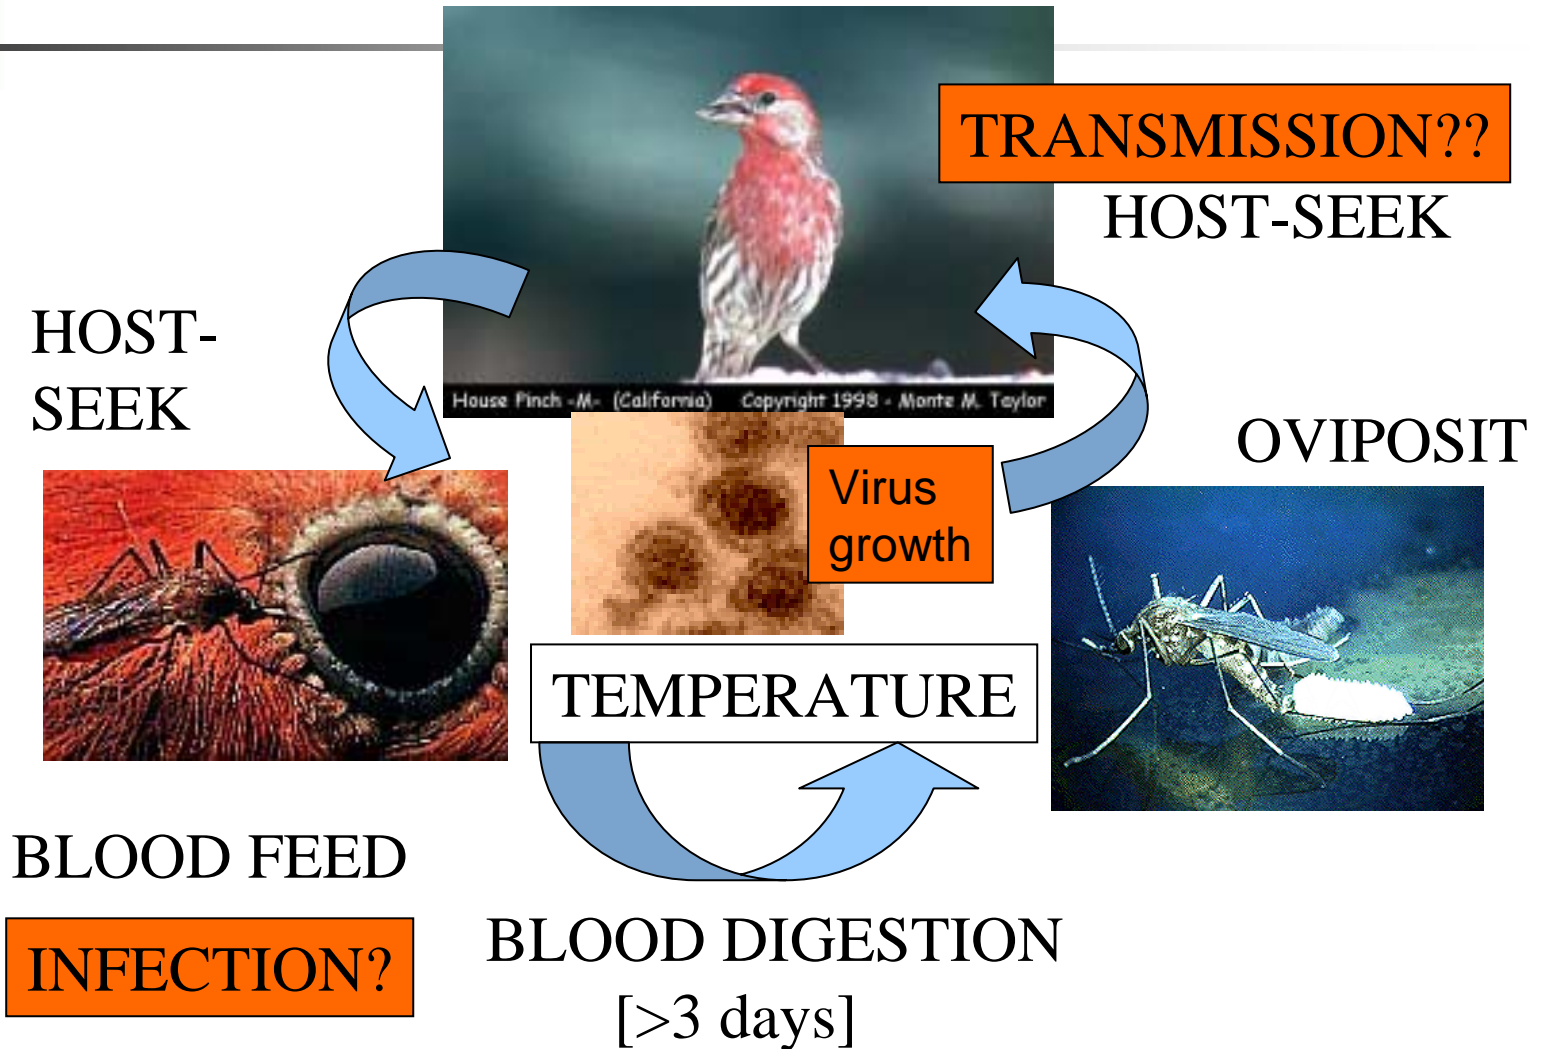 TRANSMISSION??
HOST-SEEK
HOST-
SEEK
House Finch -M- (California) Copyright 1998 - Monte M. Taylor
OVIPOSIT
Virus
growth
TEMPERATURE
BLOOD FEED
INFECTION?
BLOOD DIGESTION
[>3 days]